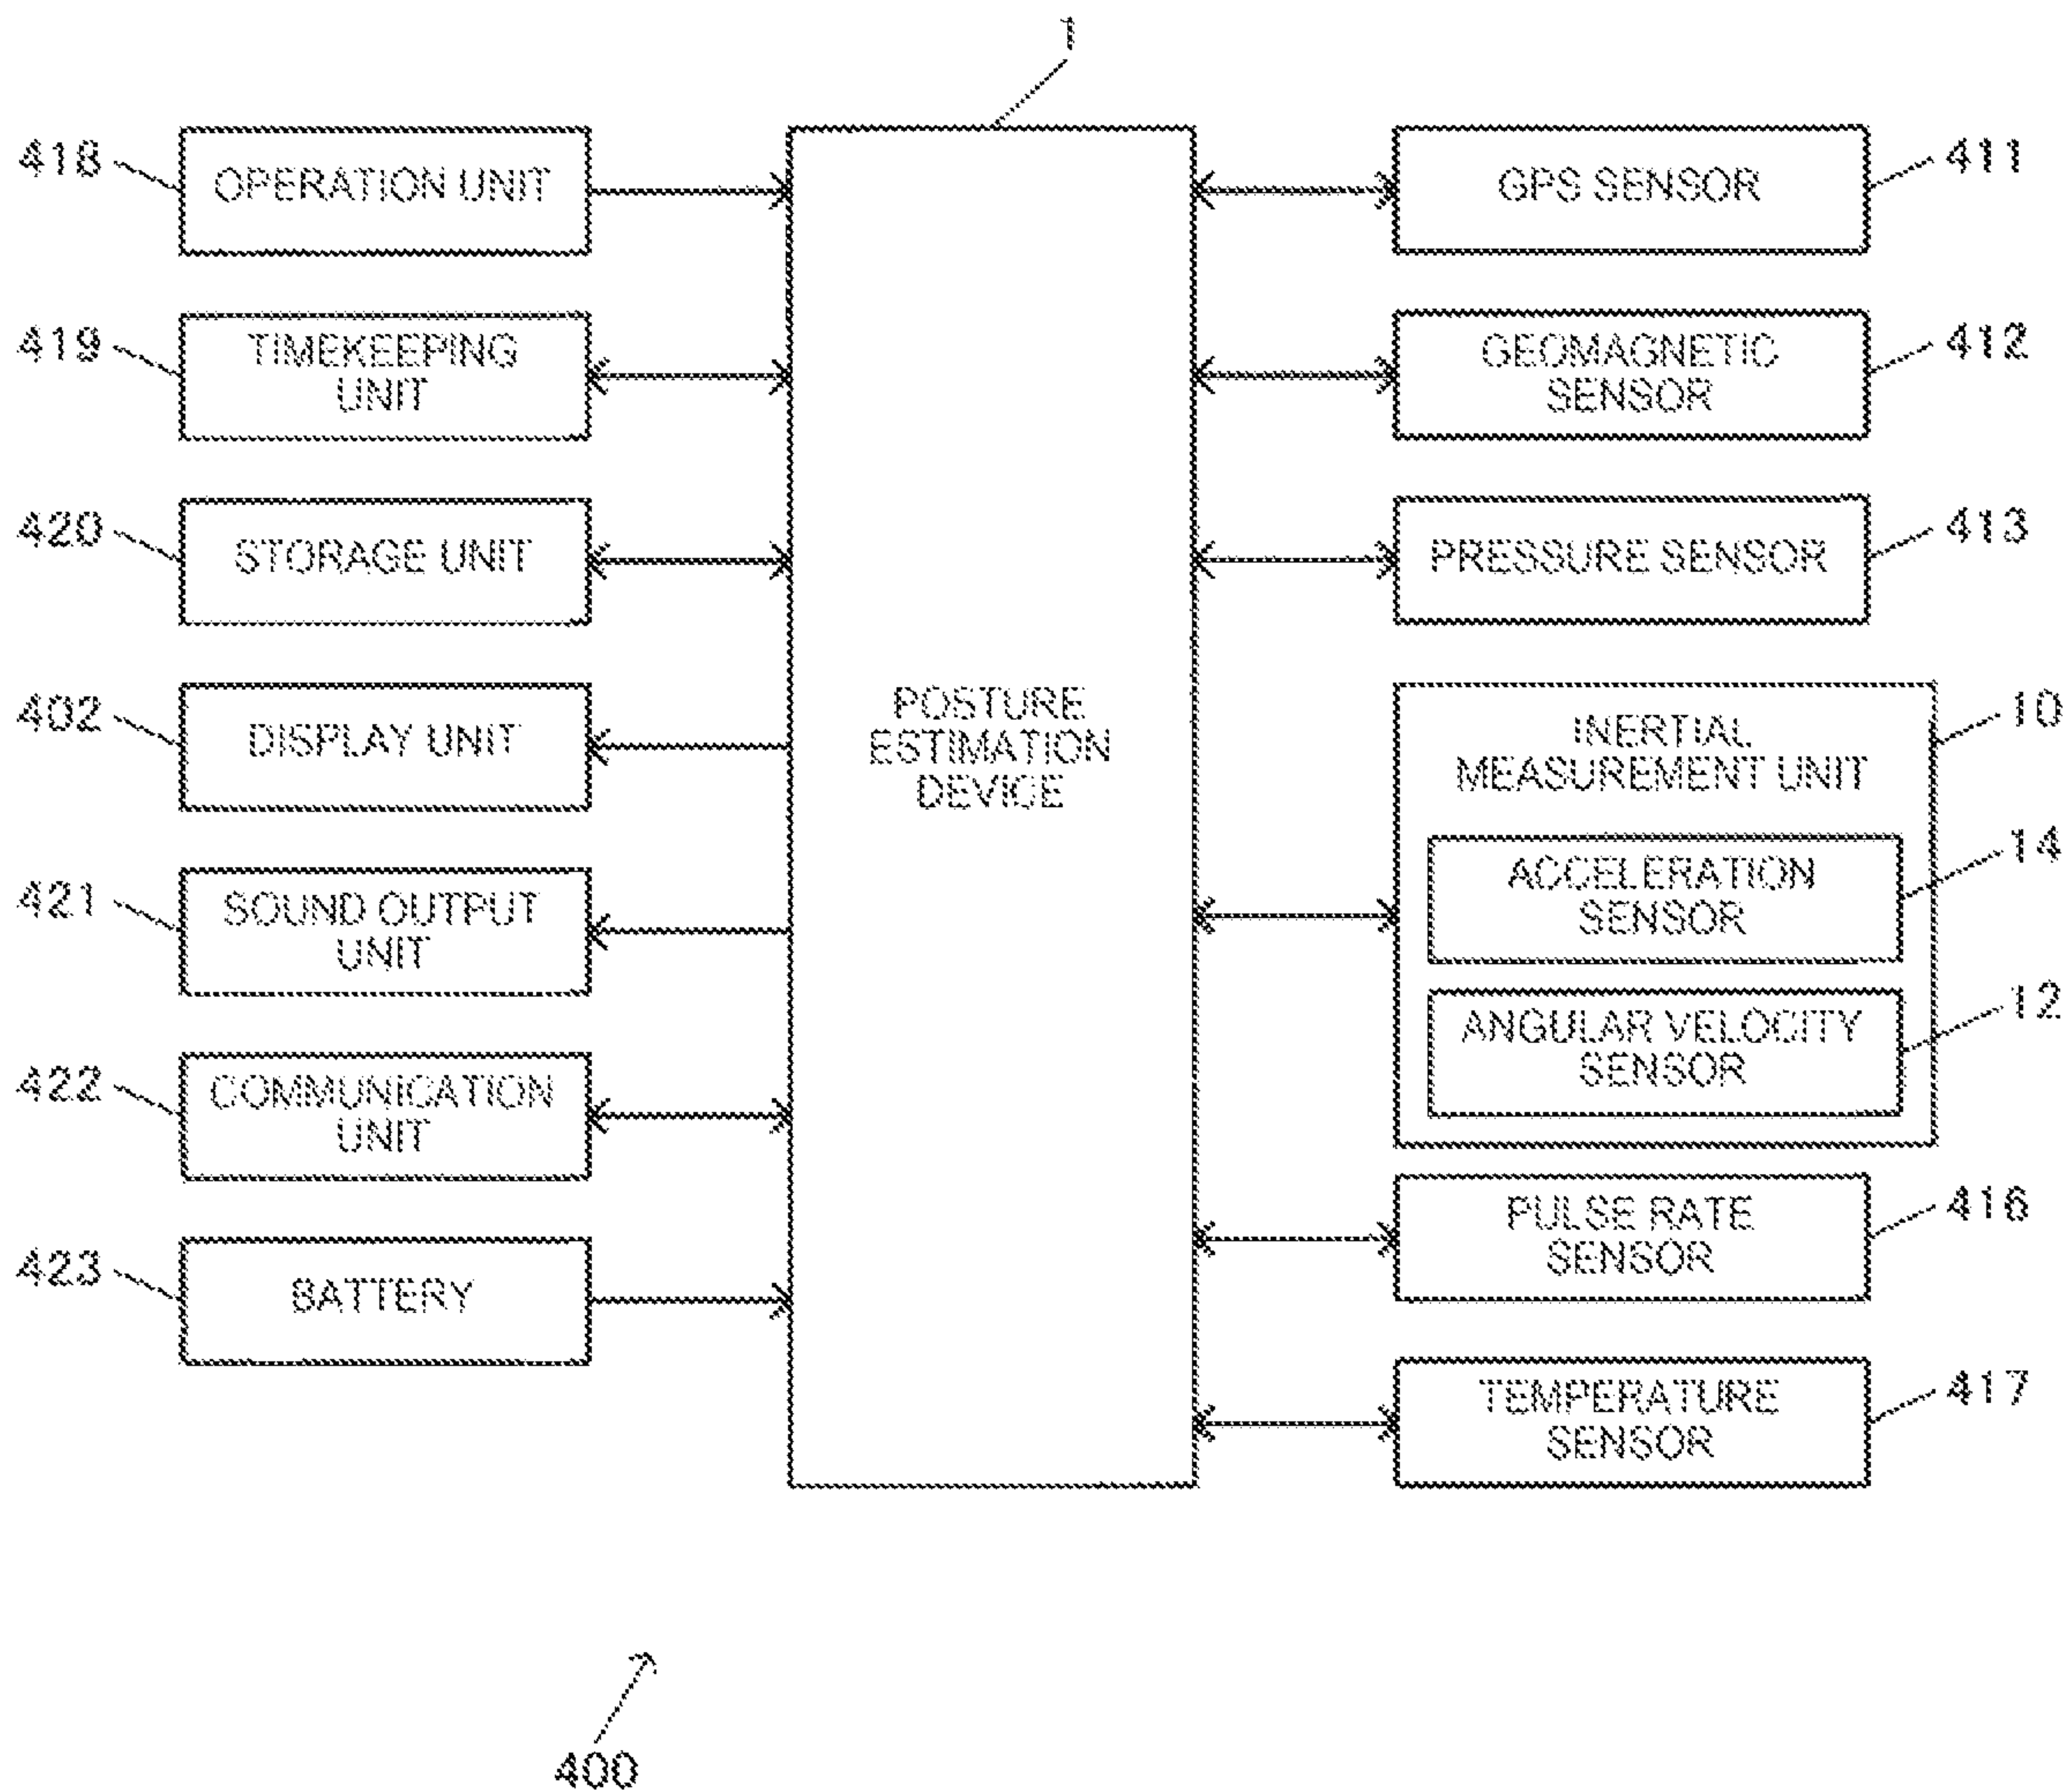 1
418
OPERATION UNIT
419
TIMEKEEPING
UNIT
420
STORAGE UNIT
402
DISPLAY UNIT
421
SOUND OUTPUT
UNIT
422
COMMUNICATION
UNIT
423
BATTERY
POSTURE
ESTIMATION
DEVICE
GPS SENSOR
411
GEOMAGNETIC
SENSOR
412
PRESSURE SENSOR
413
INERTIAL
MEASUREMENT UNIT
10
ACCELERATION
SENSOR
14
ANGULAR VELOCITY
SENSOR
12
PULSE RATE
SENSOR
416
TEMPERATURE
SENSOR
417
400